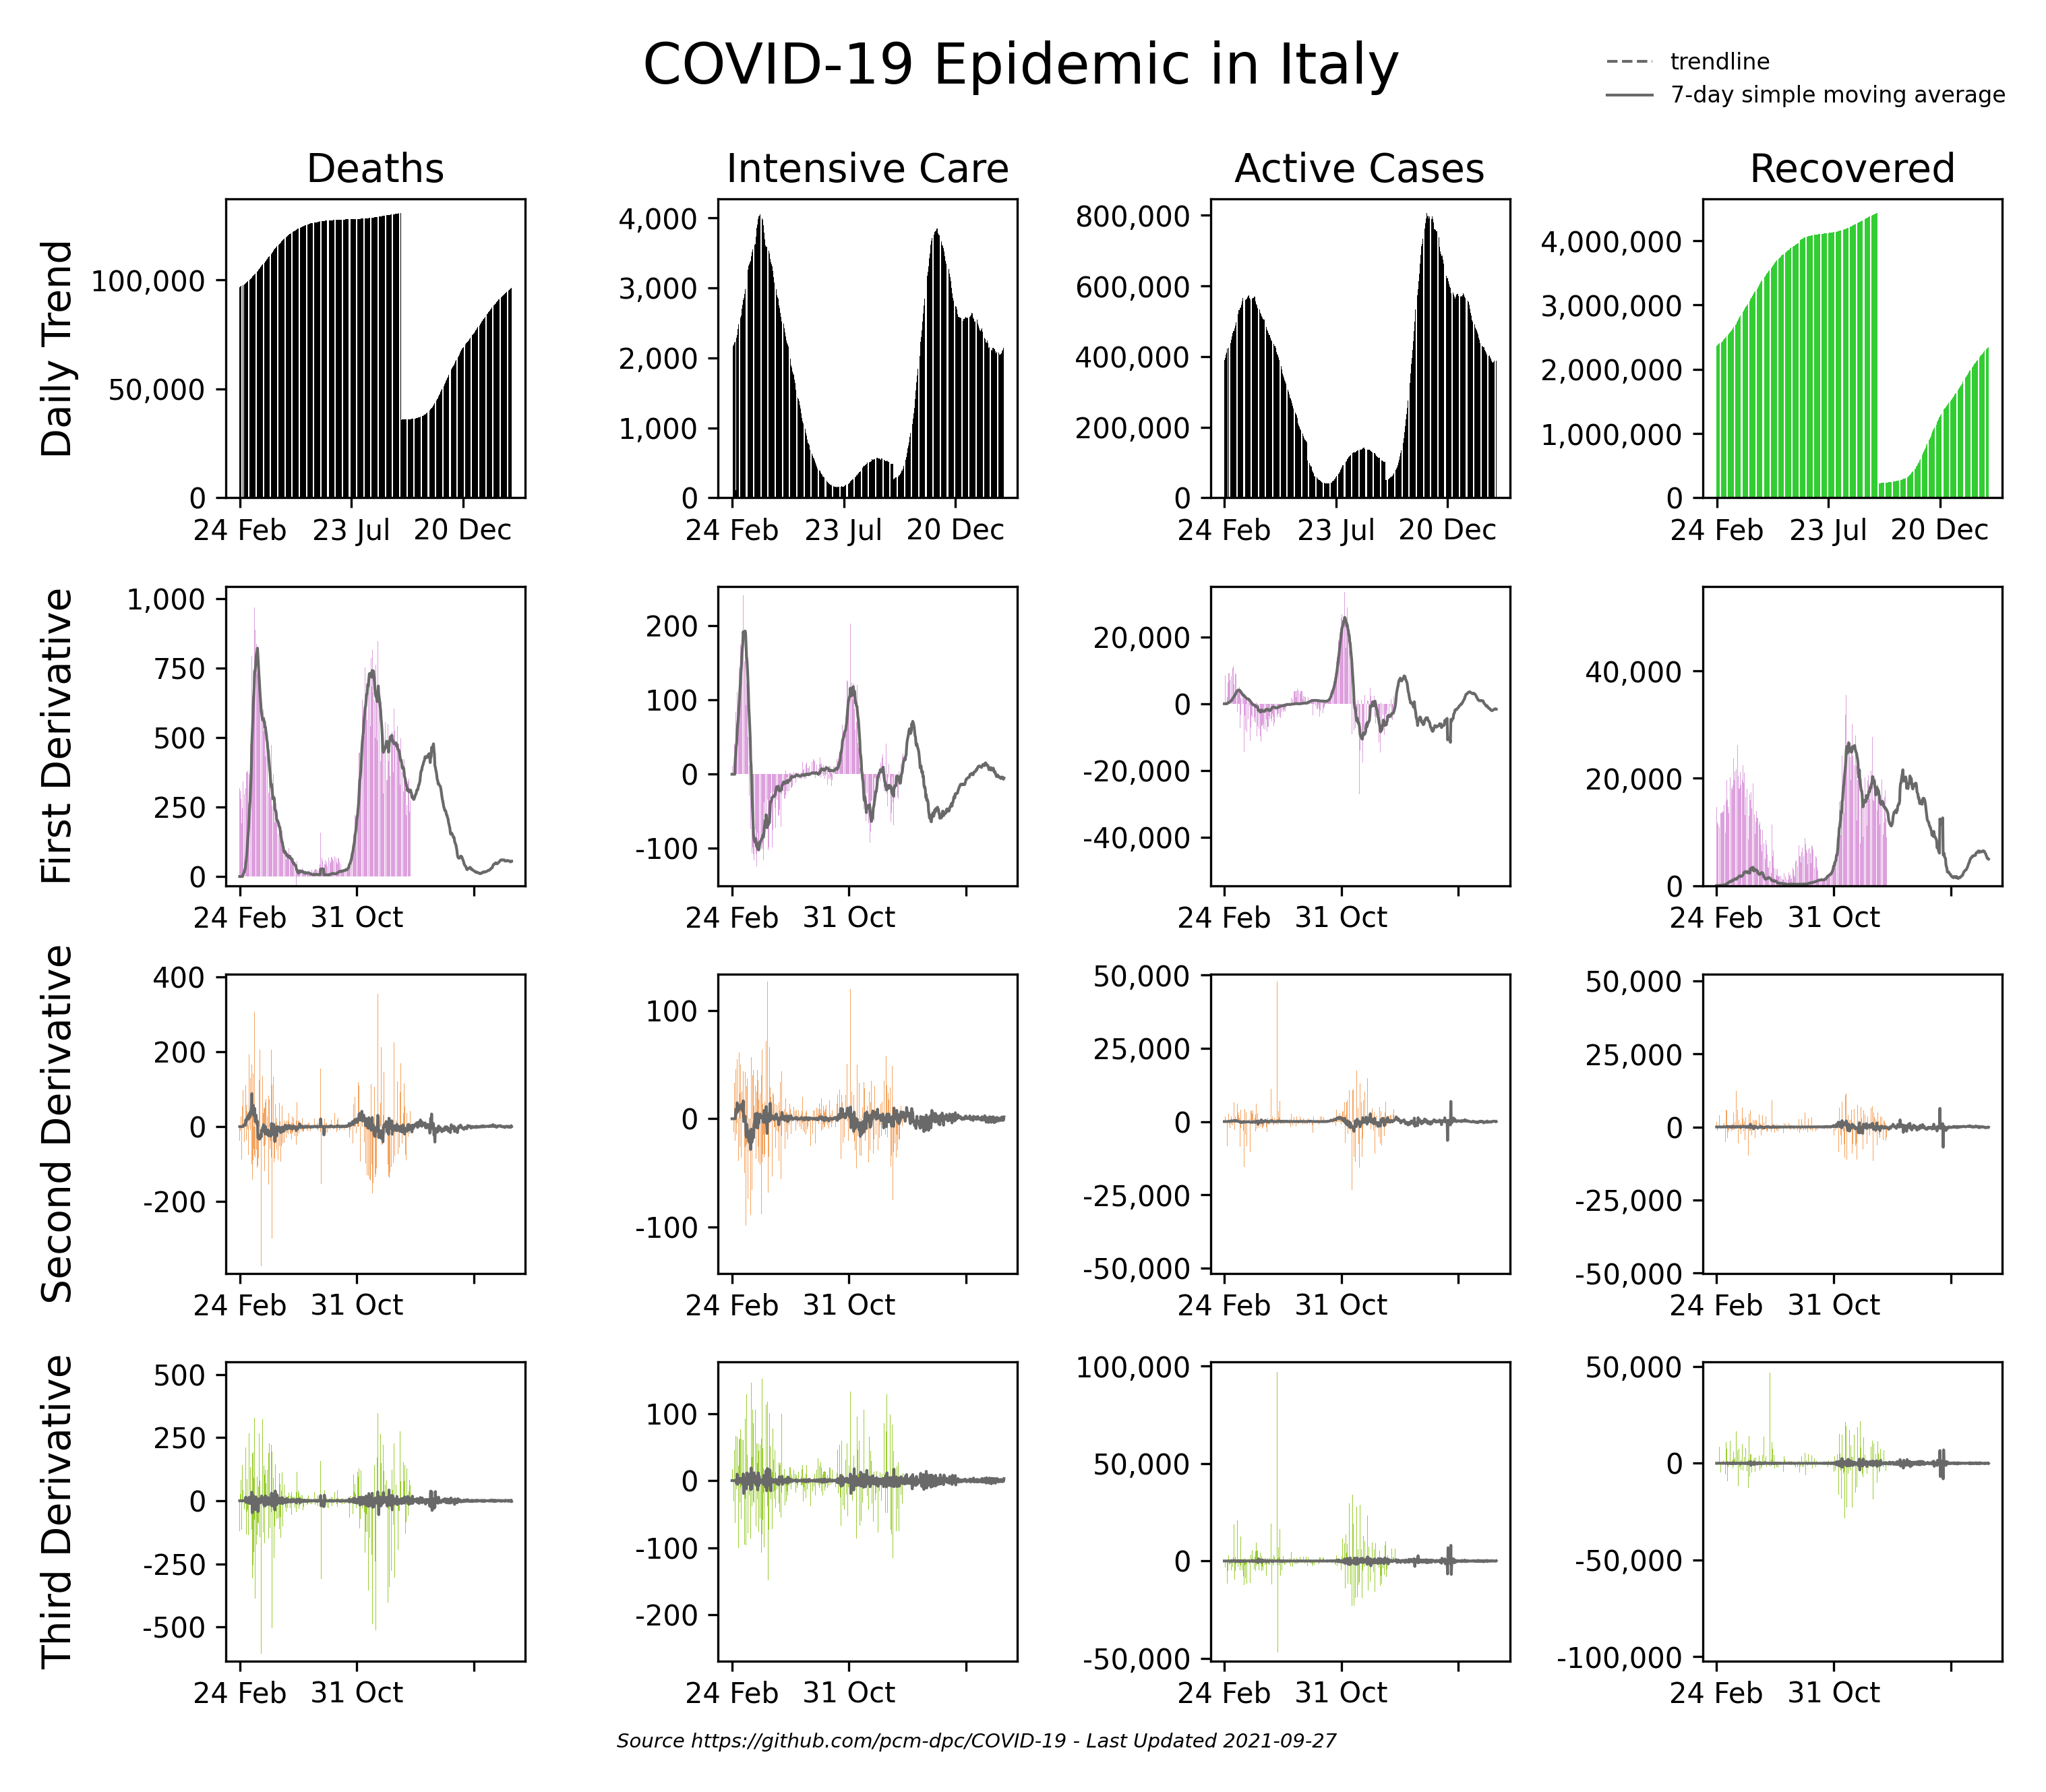 COVID-19 Epidemic in Italy
trendline
7-day simple moving average
Deaths
Intensive Care
Active Cases
Recovered
Daily Trend
100,000
50,000
0
24 Feb
23 Jul
20 Dec
4,000
3,000
2,000
1,000
0
24 Feb
23 Jul
20 Dec
800,000
600,000
400,000
200,000
0
24 Feb
23 Jul
20 Dec
4,000,000
3,000,000
2,000,000
1,000,000
0
24 Feb
23 Jul
20 Dec
First Derivative
1,000
750
500
250
0
24 Feb
31 Oct
200
100
0
-100
24 Feb
31 Oct
20,000
0
-20,000
-40,000
24 Feb
31 Oct
40,000
20,000
0
24 Feb
31 Oct
Second Derivative
400
200
0
-200
24 Feb
31 Oct
100
0
-100
24 Feb
31 Oct
50,000
25,000
0
-25,000
-50,000
24 Feb
31 Oct
50,000
25,000
0
-25,000
-50,000
24 Feb
31 Oct
Third Derivative
500
250
0
-250
-500
24 Feb
31 Oct
100
0
-100
-200
24 Feb
31 Oct
100,000
50,000
0
-50,000
24 Feb
31 Oct
50,000
0
-50,000
-100,000
24 Feb
31 Oct
Source https://github.com/pcm-dpc/COVID-19 - Last Updated 2021-09-27